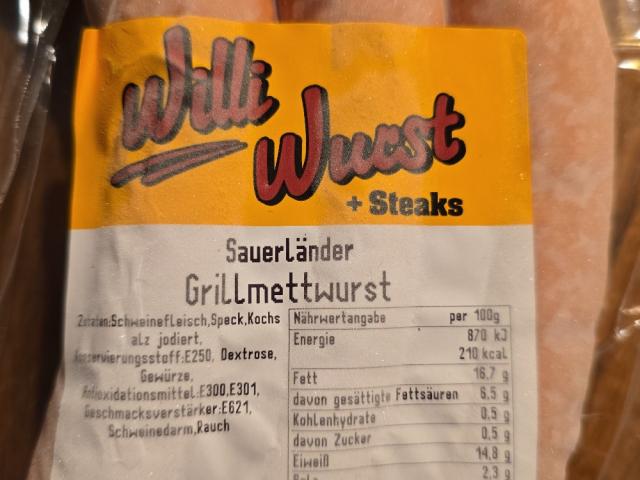 Willi
Wurst
+ Steaks
Sauerländer
Grillmettwurst
Zutaten:Schweinefleisch,Speck,Kochs
alz jodiert,
Konservierungsstoff:E250, Dextrose,
Gewürze,
Antioxidationsmittel:E300,E301,
Geschmacksverstärker:E621,
Schweinedarm,Rauch
Nährwertangabe per 100g
Energie 870 kJ
210 kcal
Fett 16,7 g
davon gesättigte Fettsäuren 6,5 g
Kohlenhydrate 0,5 g
davon Zucker 0,5 g
Eiweiß 14,8 g
2,3 g